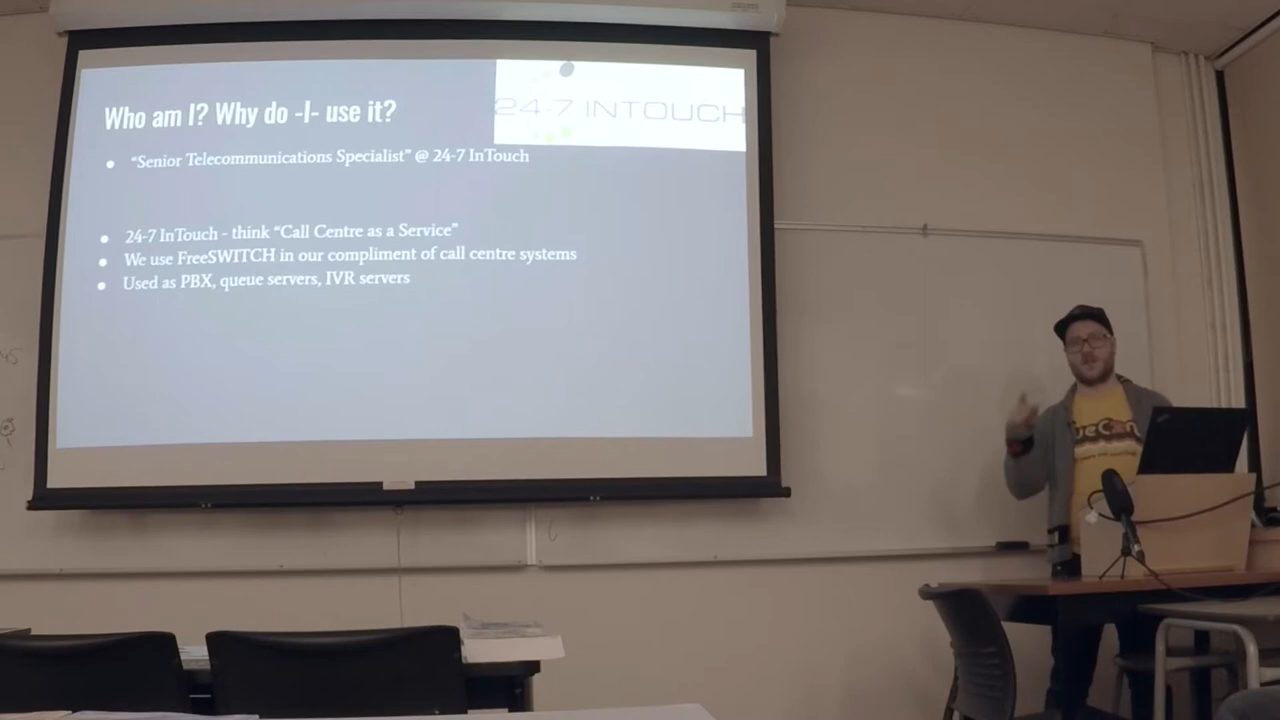 24-7 INTOUCH
Who am I? Why do -I- use it?
● “Senior Telecommunications Specialist” @ 24-7 InTouch
● 24-7 InTouch - think “Call Centre as a Service”
● We use FreeSWITCH in our compliment of call centre systems
● Used as PBX, queue servers, IVR servers